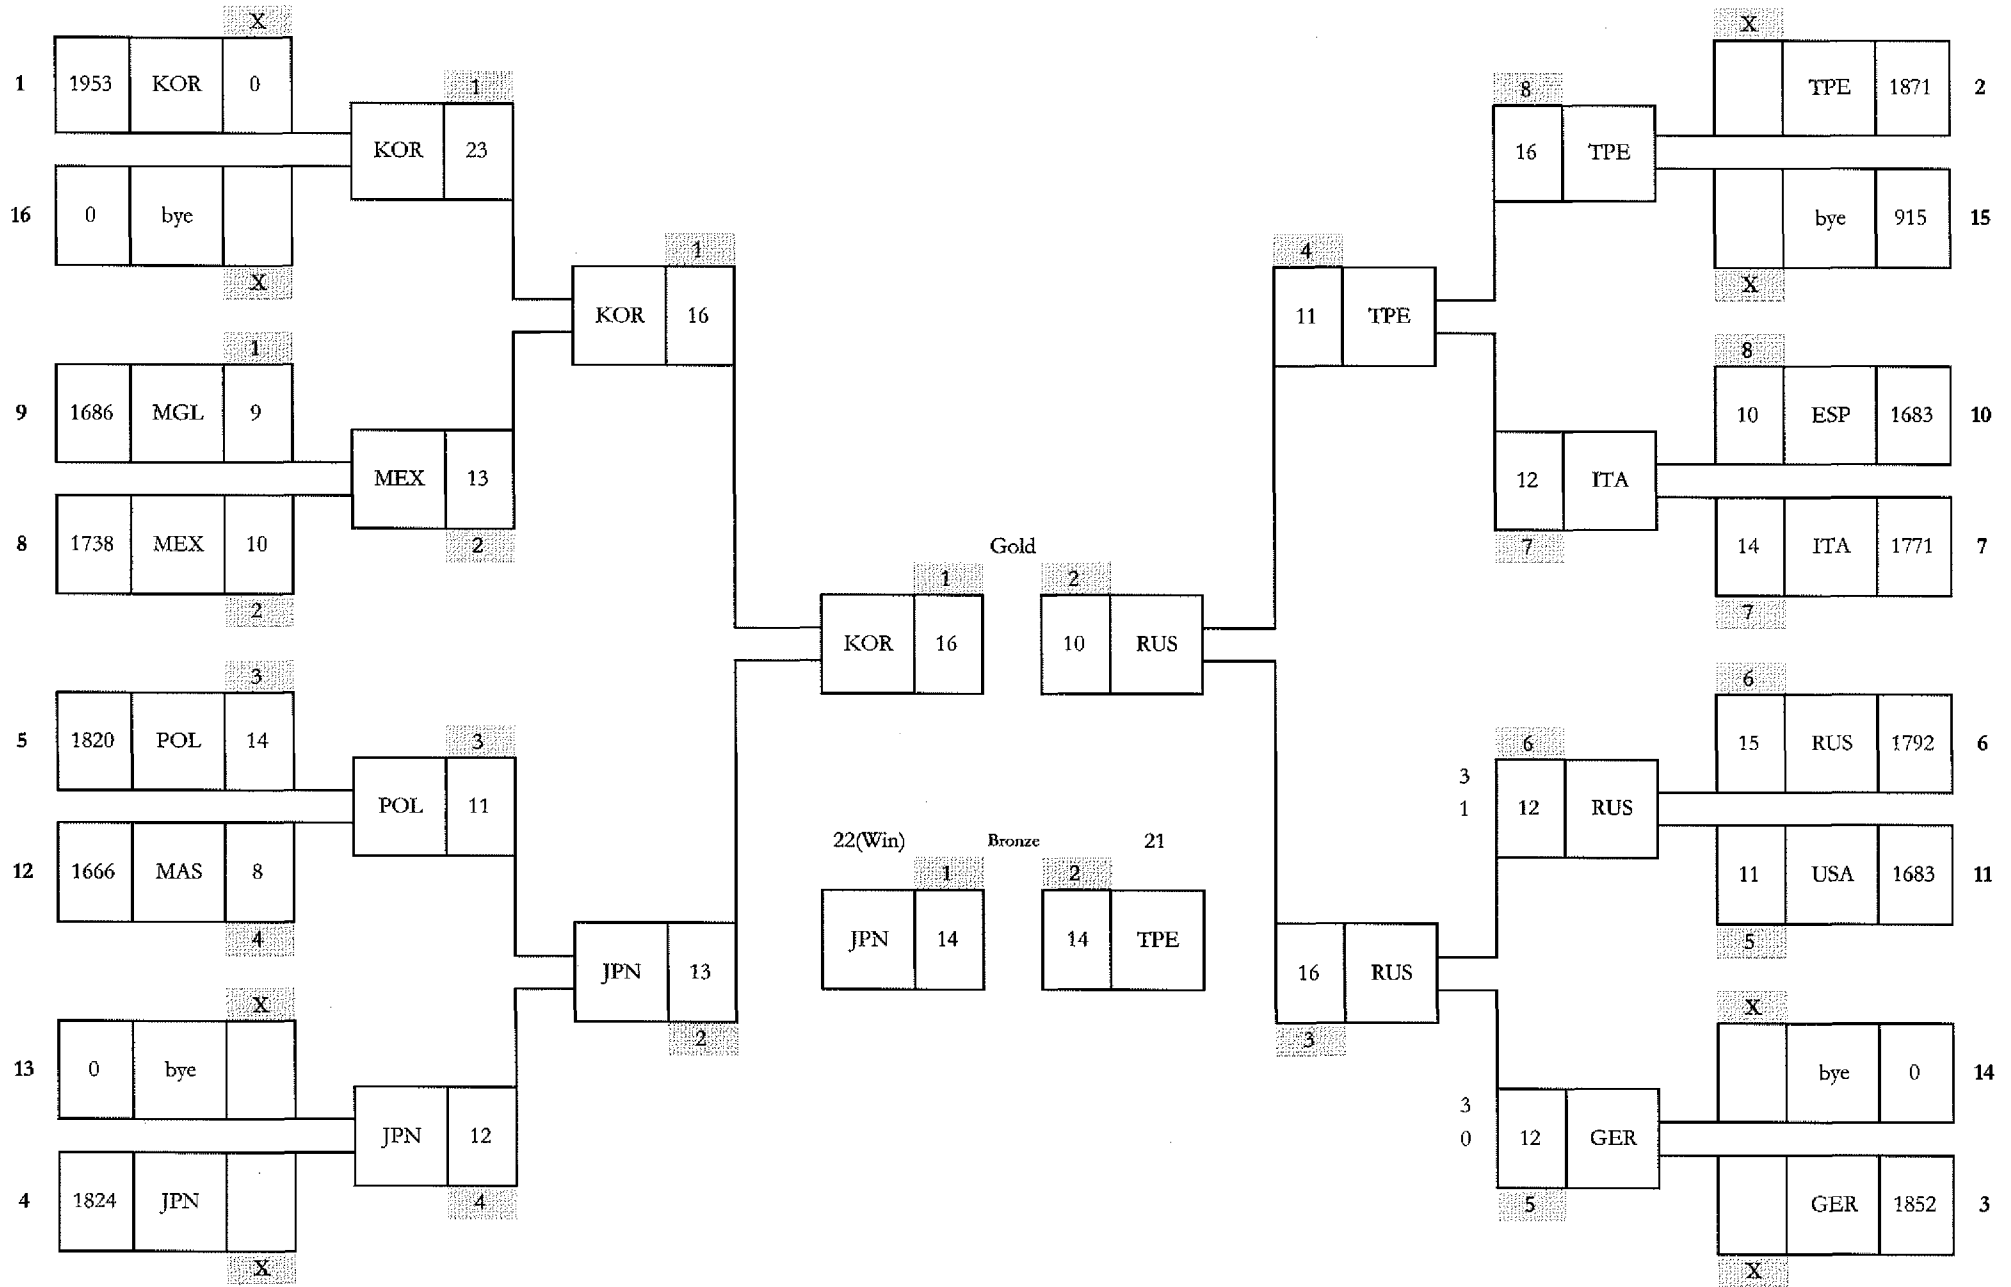 X
1 1953 KOR 0
16 0 bye
X
1
9 1686 MGL 9
8 1738 MEX 10
2
3
5 1820 POL 14
12 1666 MAS 8
4
X
13 0 bye
4 1824 JPN
X
1
KOR 23
MEX 13
2
3
POL 11
JPN 12
4
1
KOR 16
JPN 13
2
Gold
1 2
KOR 16 10 RUS
22(Win) Bronze 21
1 2
JPN 14 14 TPE
4
11 TPE
16 RUS
3
8
16 TPE
12 ITA
7
6
3
1
12 RUS
3
0
12 GER
5
X
TPE 1871 2
bye 915 15
X
8
10 ESP 1683 10
14 ITA 1771 7
7
6
15 RUS 1792 6
11 USA 1683 11
5
X
bye 0 14
GER 1852 3
X